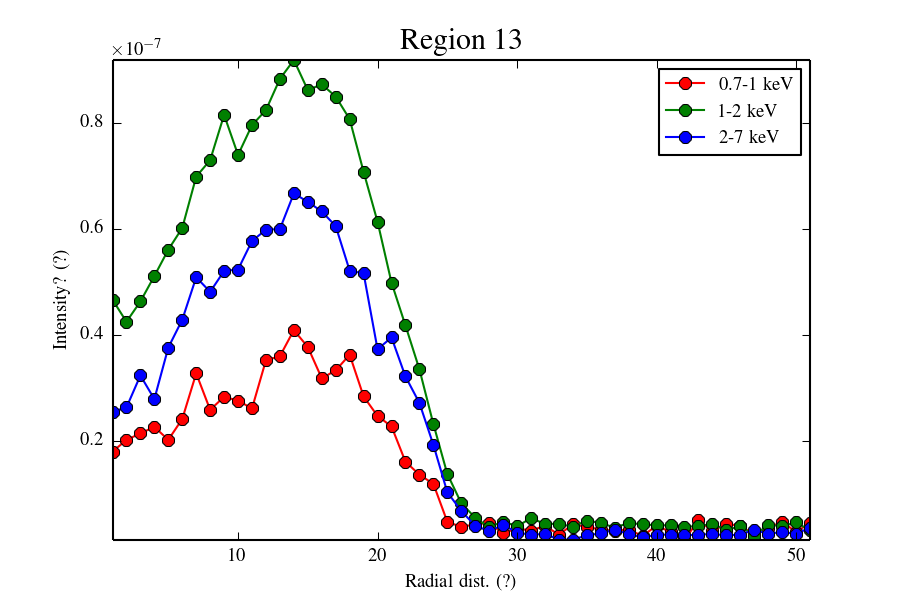 Region 13
×10⁻⁷
0.7-1 keV
1-2 keV
2-7 keV
0.8
0.6
0.4
0.2
Intensity? (?)
10
20
30
40
50
Radial dist. (?)